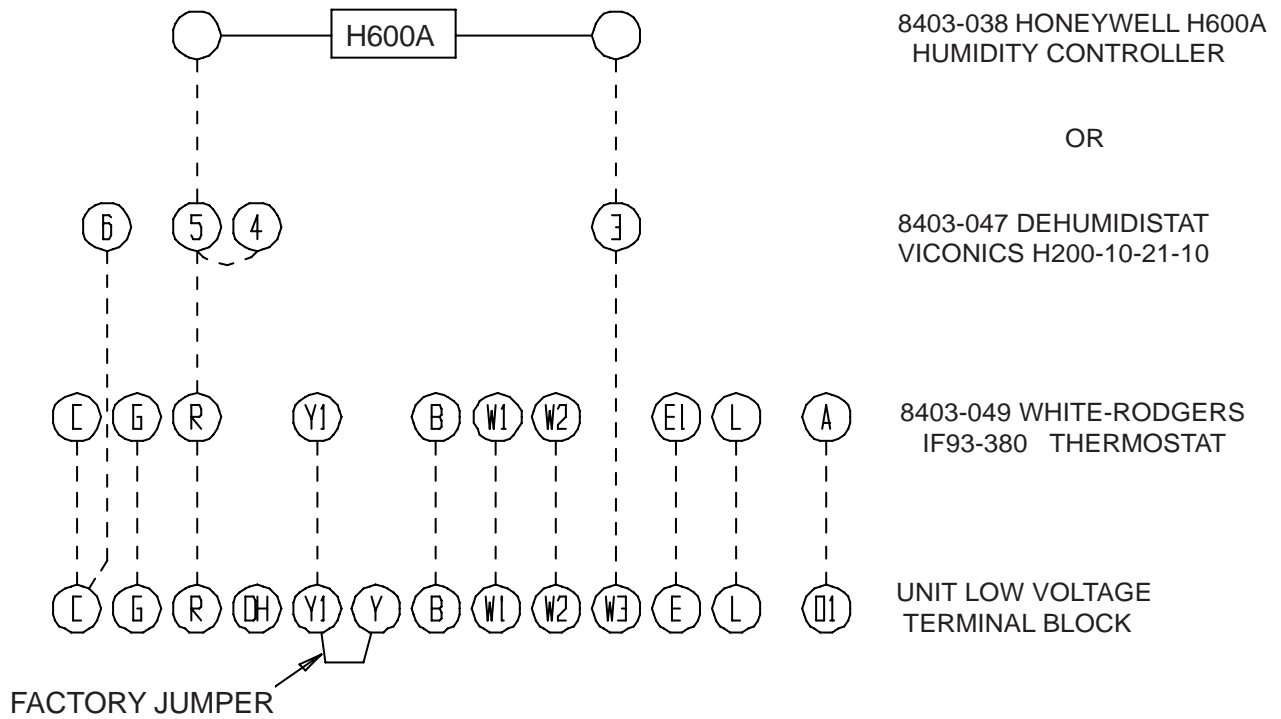 H600A
8403-038 HONEYWELL H600A
HUMIDITY CONTROLLER
OR
6 5 4 3
8403-047 DEHUMIDISTAT
VICONICS H200-10-21-10
C G R Y1 B W1 W2 E1 L A
8403-049 WHITE-RODGERS
IF93-380 THERMOSTAT
C G R DH Y1 Y B W1 W2 W3 E L 01
UNIT LOW VOLTAGE
TERMINAL BLOCK
FACTORY JUMPER